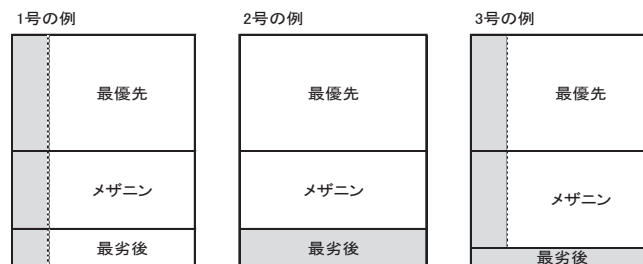 1号の例
2号の例
3号の例
最優先
最優先
最優先
メザニン
メザニン
メザニン
最劣後
最劣後
最劣後